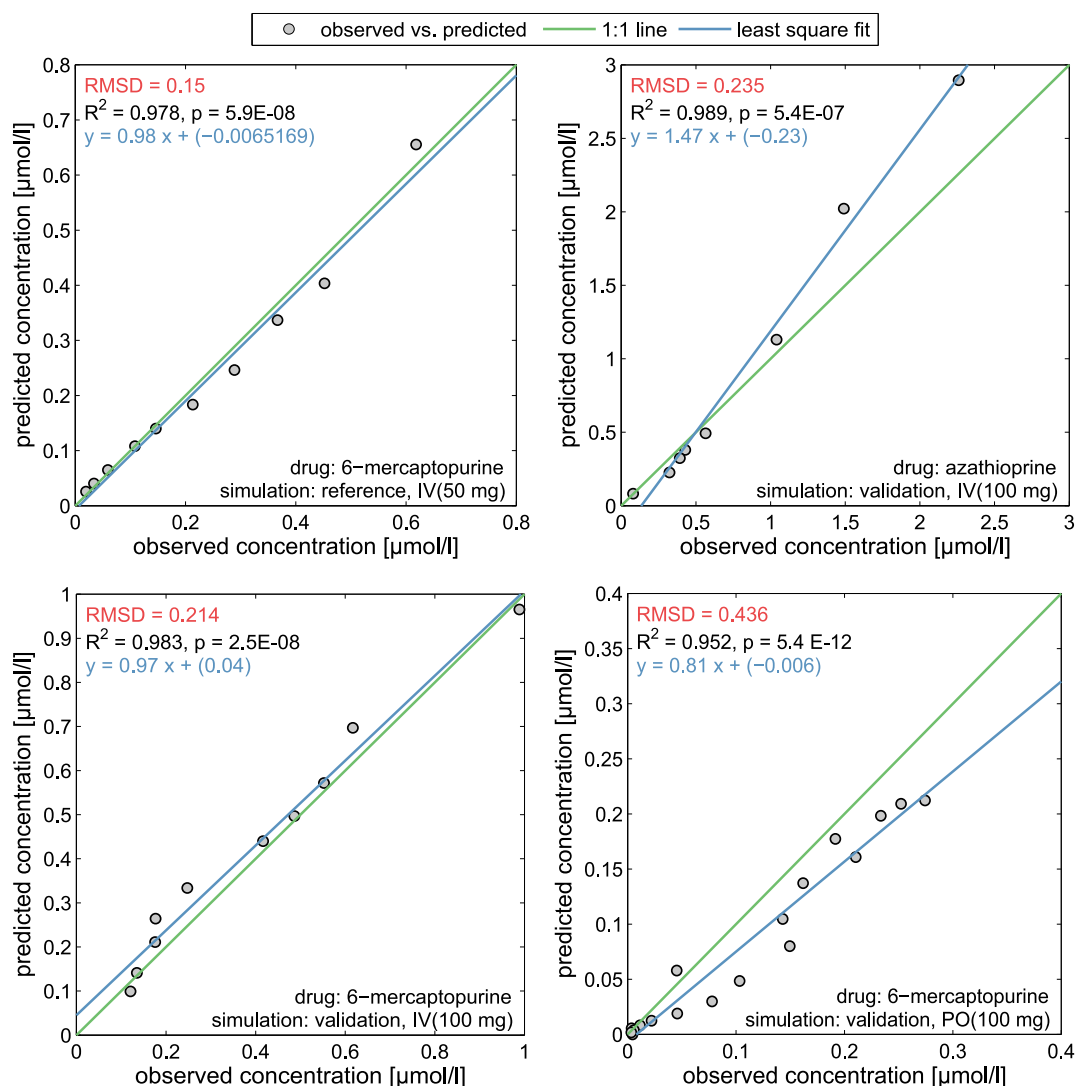 observed vs. predicted 1:1 line least square fit
RMSD = 0.15
R² = 0.978, p = 5.9E-08
y = 0.98 x + (-0.0065169)
predicted concentration [µmol/l]
0.8
0.7
0.6
0.5
0.4
0.3
0.2
0.1
0
drug: 6-mercaptopurine
simulation: reference, IV(50 mg)
0 0.2 0.4 0.6 0.8
observed concentration [µmol/l]
RMSD = 0.235
R² = 0.989, p = 5.4E-07
y = 1.47 x + (-0.23)
predicted concentration [µmol/l]
3
2.5
2
1.5
1
0.5
0
drug: azathioprine
simulation: validation, IV(100 mg)
0 0.5 1 1.5 2 2.5 3
observed concentration [µmol/l]
RMSD = 0.214
R² = 0.983, p = 2.5E-08
y = 0.97 x + (0.04)
predicted concentration [µmol/l]
1
0.9
0.8
0.7
0.6
0.5
0.4
0.3
0.2
0.1
0
drug: 6-mercaptopurine
simulation: validation, IV(100 mg)
0 0.2 0.4 0.6 0.8 1
observed concentration [µmol/l]
RMSD = 0.436
R² = 0.952, p = 5.4 E-12
y = 0.81 x + (-0.006)
predicted concentration [µmol/l]
0.4
0.35
0.3
0.25
0.2
0.15
0.1
0.05
0
drug: 6-mercaptopurine
simulation: validation, PO(100 mg)
0 0.1 0.2 0.3 0.4
observed concentration [µmol/l]